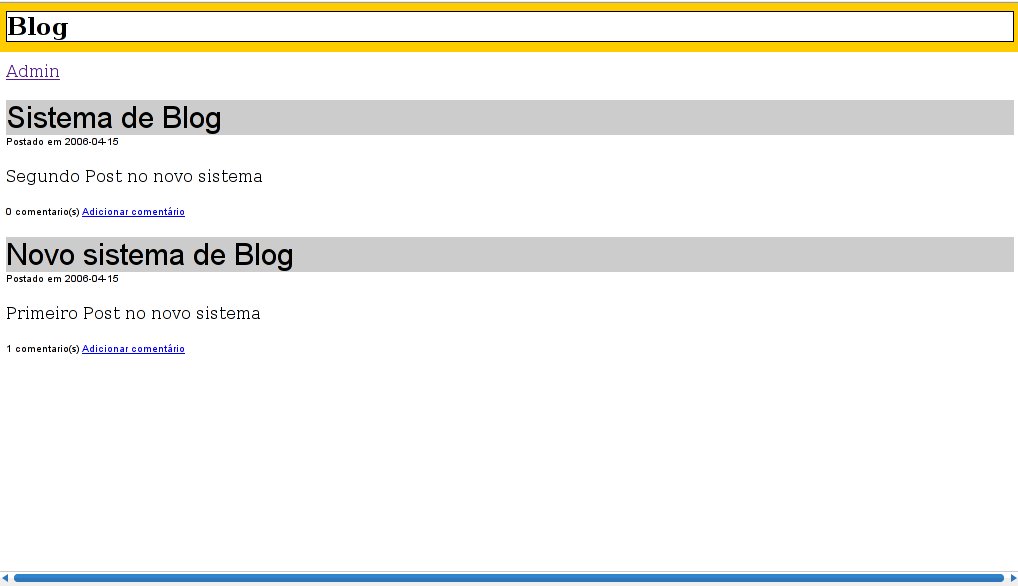 Blog
Admin
Sistema de Blog
Postado em 2006-04-15
Segundo Post no novo sistema
0 comentario(s) Adicionar comentário
Novo sistema de Blog
Postado em 2006-04-15
Primeiro Post no novo sistema
1 comentario(s) Adicionar comentário